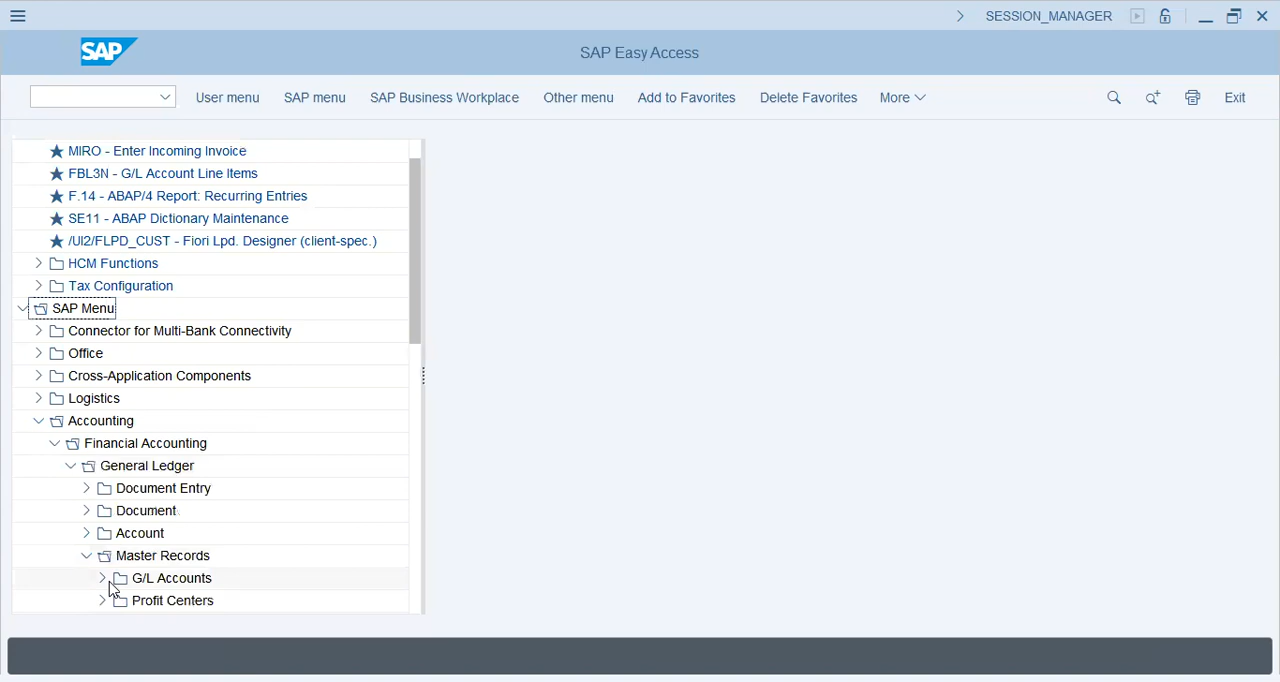 SESSION_MANAGER
SAP
SAP Easy Access
User menu
SAP menu
SAP Business Workplace
Other menu
Add to Favorites
Delete Favorites
More
Exit
MIRO - Enter Incoming Invoice
FBL3N - G/L Account Line Items
F.14 - ABAP/4 Report: Recurring Entries
SE11 - ABAP Dictionary Maintenance
/UI2/FLPD_CUST - Fiori Lpd. Designer (client-spec.)
HCM Functions
Tax Configuration
SAP Menu
Connector for Multi-Bank Connectivity
Office
Cross-Application Components
Logistics
Accounting
Financial Accounting
General Ledger
Document Entry
Document
Account
Master Records
G/L Accounts
Profit Centers